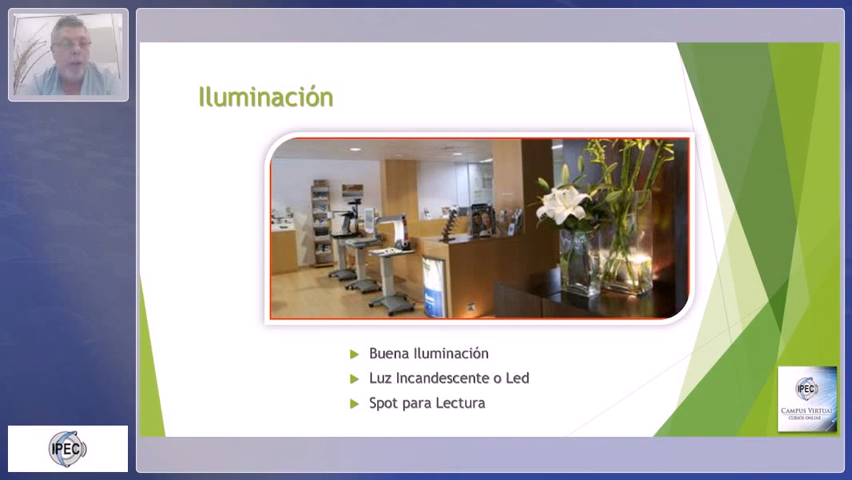 Iluminación
Buena Iluminación
Luz Incandescente o Led
Spot para Lectura
IPEC
CAMPUS VIRTUAL
CURSOS ONLINE
IPEC